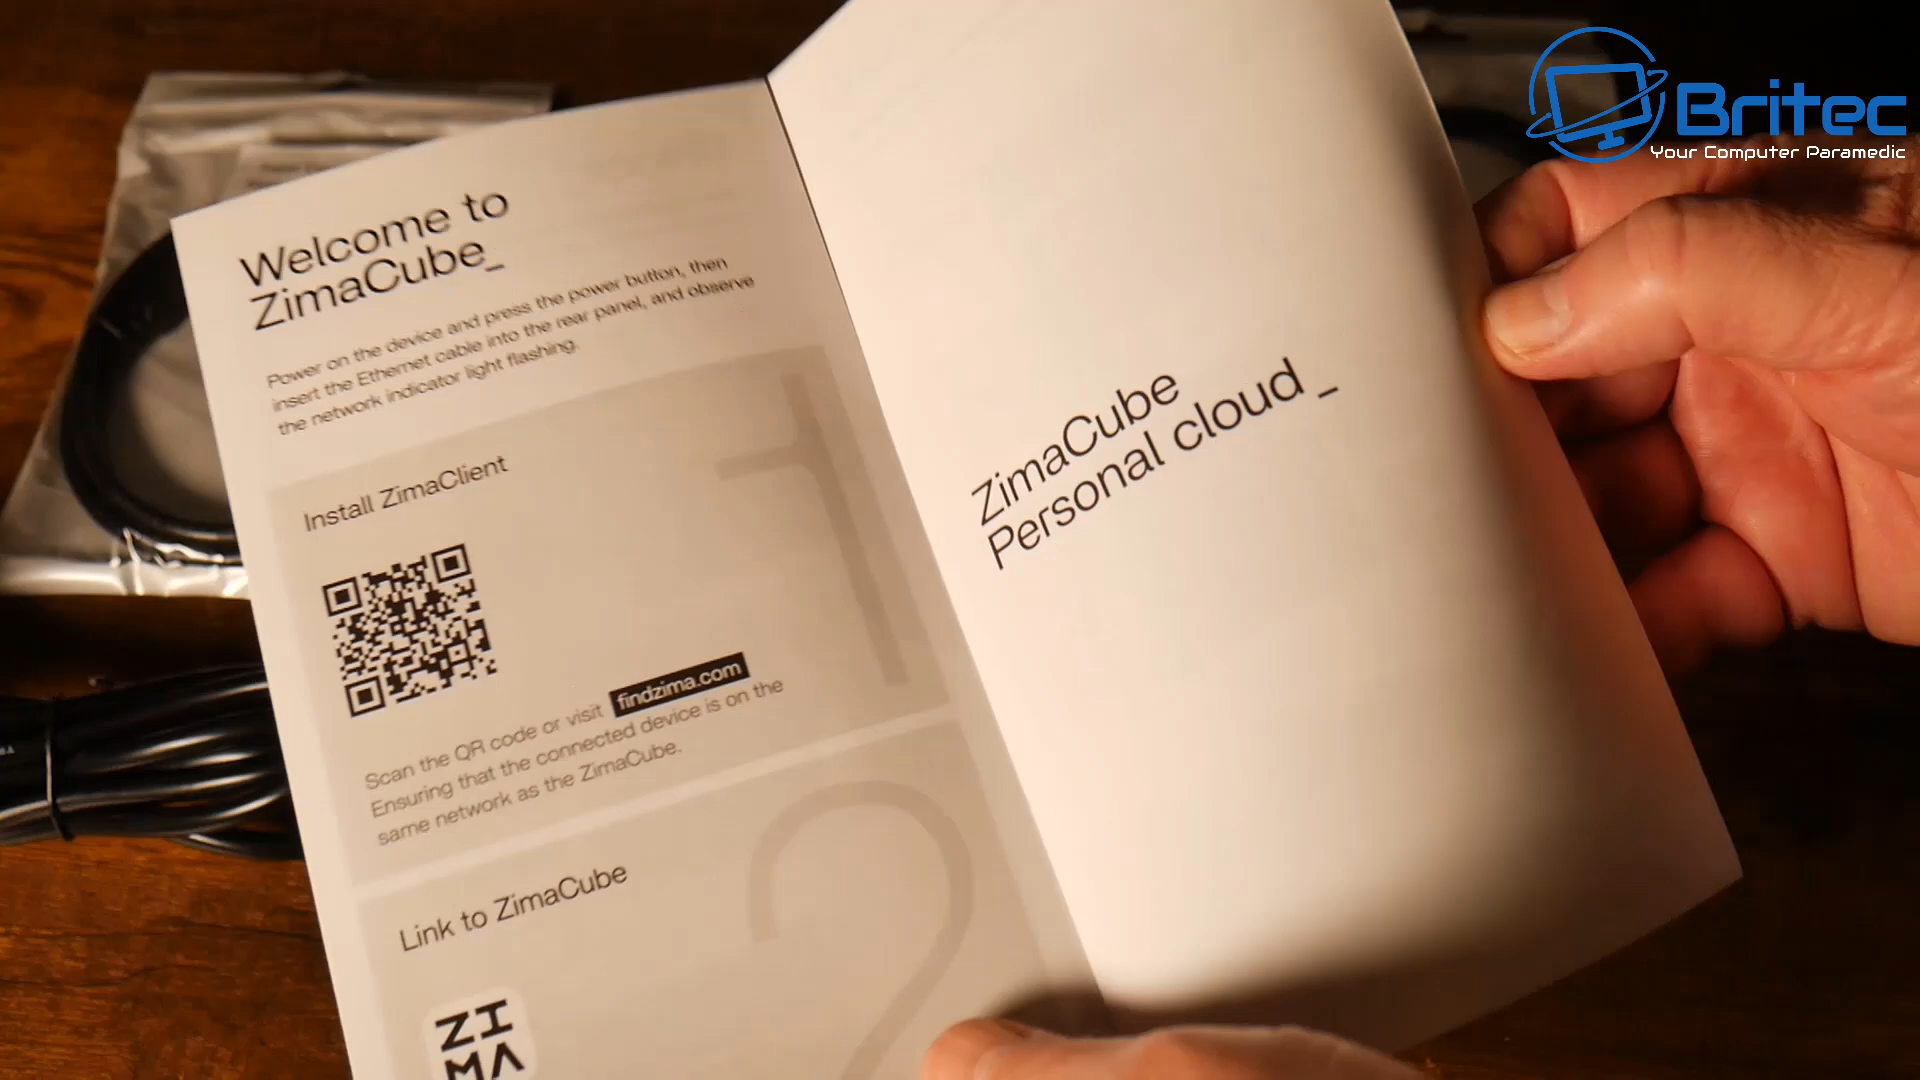 Britec
Your Computer Paramedic
Welcome to
ZimaCube_
Power on the device and press the power button, then
insert the Ethernet cable into the rear panel, and observe
the network indicator light flashing.
1
Install ZimaClient
Scan the QR code or visit findzima.com
Ensuring that the connected device is on the
same network as the ZimaCube.
2
Link to ZimaCube
ZI
MA
ZimaCube
Personal cloud _